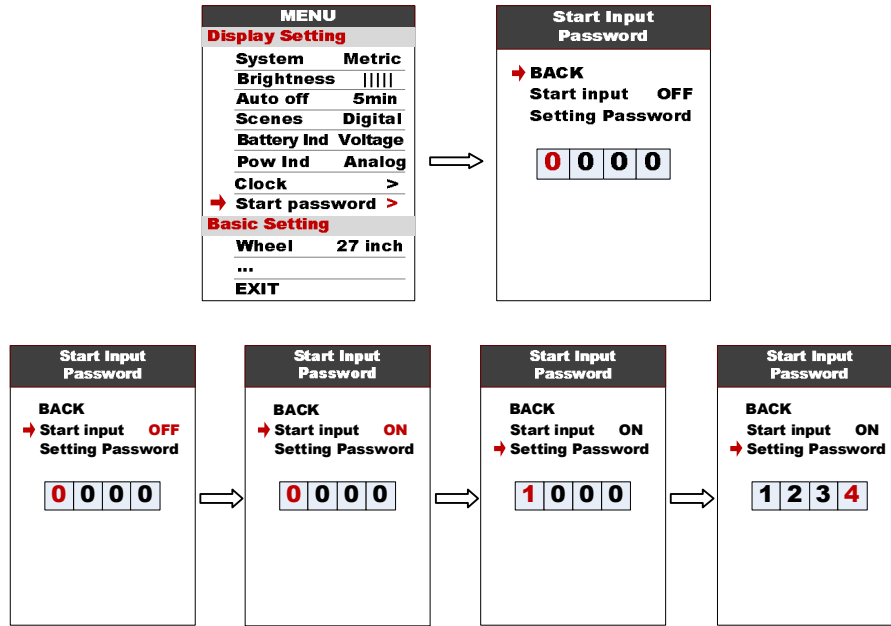 MENU
Display Setting
System Metric
Brightness |||||
Auto off 5min
Scenes Digital
Battery Ind Voltage
Pow Ind Analog
Clock >
Start password >
Basic Setting
Wheel 27 inch
...
EXIT
Start Input
Password
BACK
Start input OFF
Setting Password
0 0 0 0
Start Input
Password
BACK
Start input OFF
Setting Password
0 0 0 0
Start Input
Password
BACK
Start input ON
Setting Password
0 0 0 0
Start Input
Password
BACK
Start input ON
Setting Password
1 0 0 0
Start Input
Password
BACK
Start input ON
Setting Password
1 2 3 4